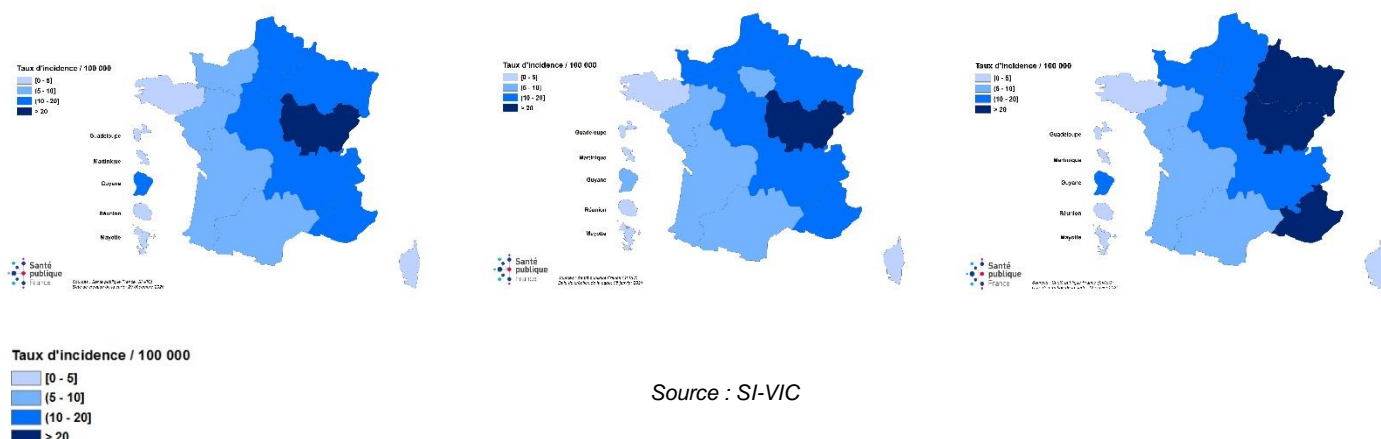 Taux d'incidence / 100 000
[0 - 5]
(5 - 10]
(10 - 20]
> 20
Guadeloupe
Martinique
Guyane
Réunion
Mayotte
Santé
publique
France
Taux d'incidence / 100 000
[0 - 5]
(5 - 10]
(10 - 20]
> 20
Guadeloupe
Martinique
Guyane
Réunion
Mayotte
Santé
publique
France
Taux d'incidence / 100 000
[0 - 5]
(5 - 10]
(10 - 20]
> 20
Guadeloupe
Martinique
Guyane
Réunion
Mayotte
Santé
publique
France
Taux d'incidence / 100 000
[0 - 5]
(5 - 10]
(10 - 20]
> 20
Source : SI-VIC